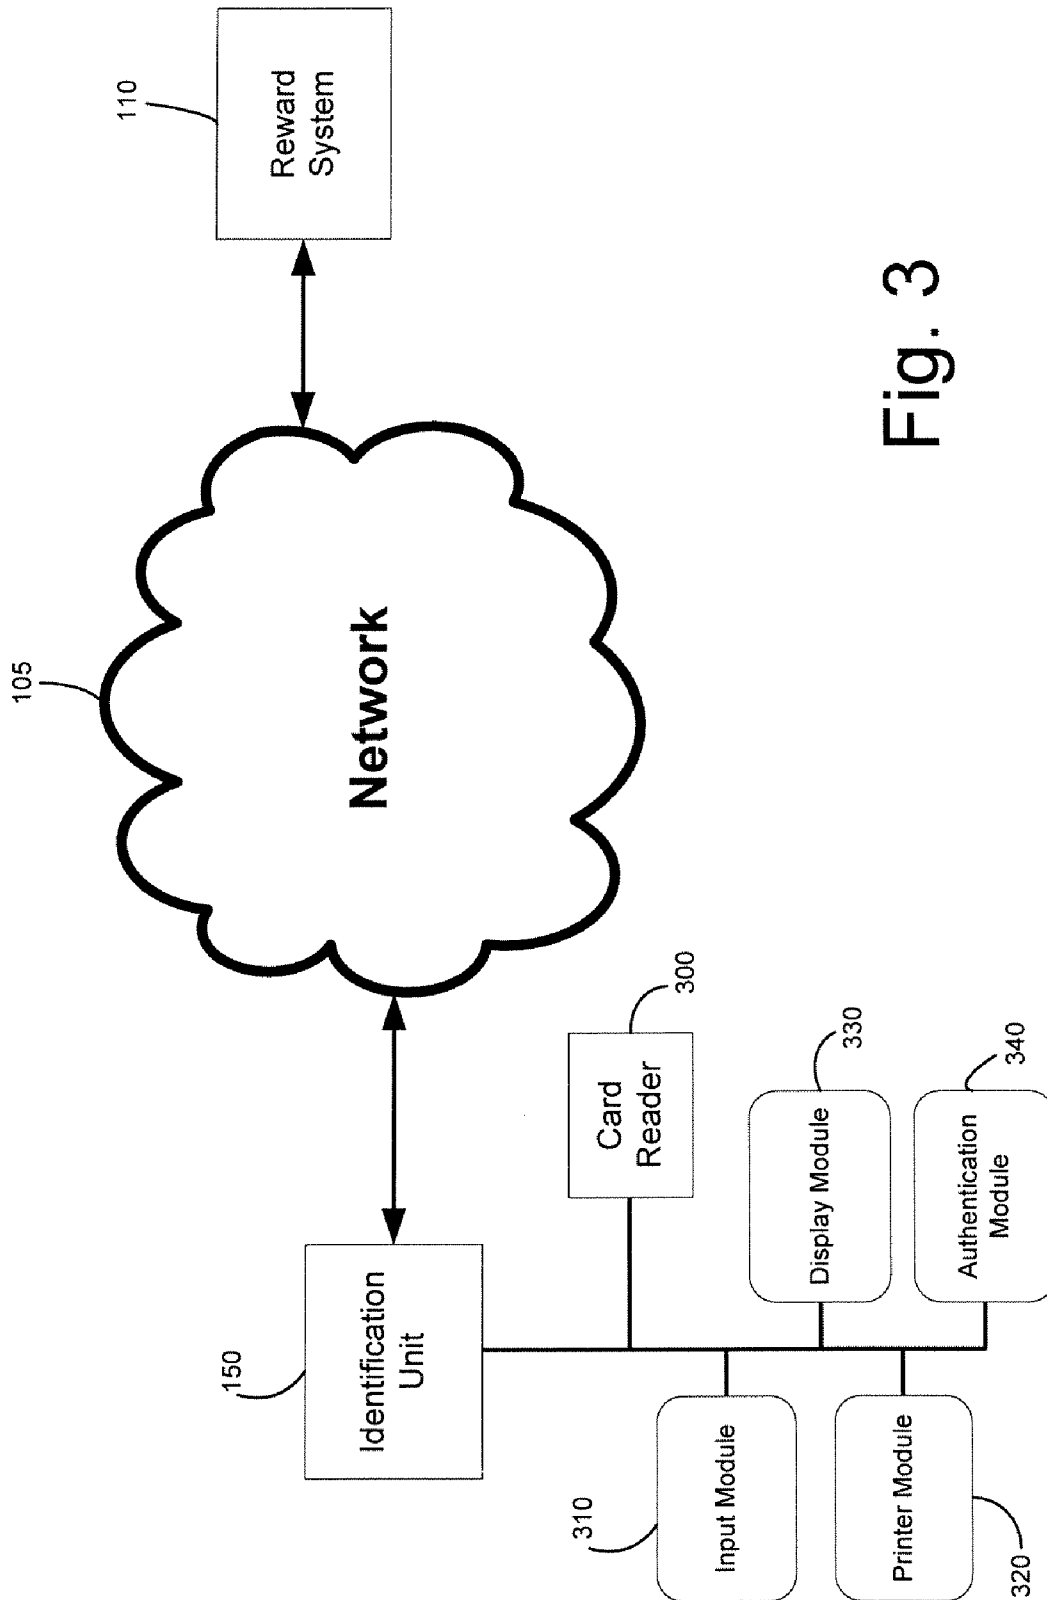 105
110
Reward
System
Network
150
Identification
Unit
300
Card
Reader
310
Input Module
330
Display Module
Printer Module
320
340
Authentication
Module
Fig. 3